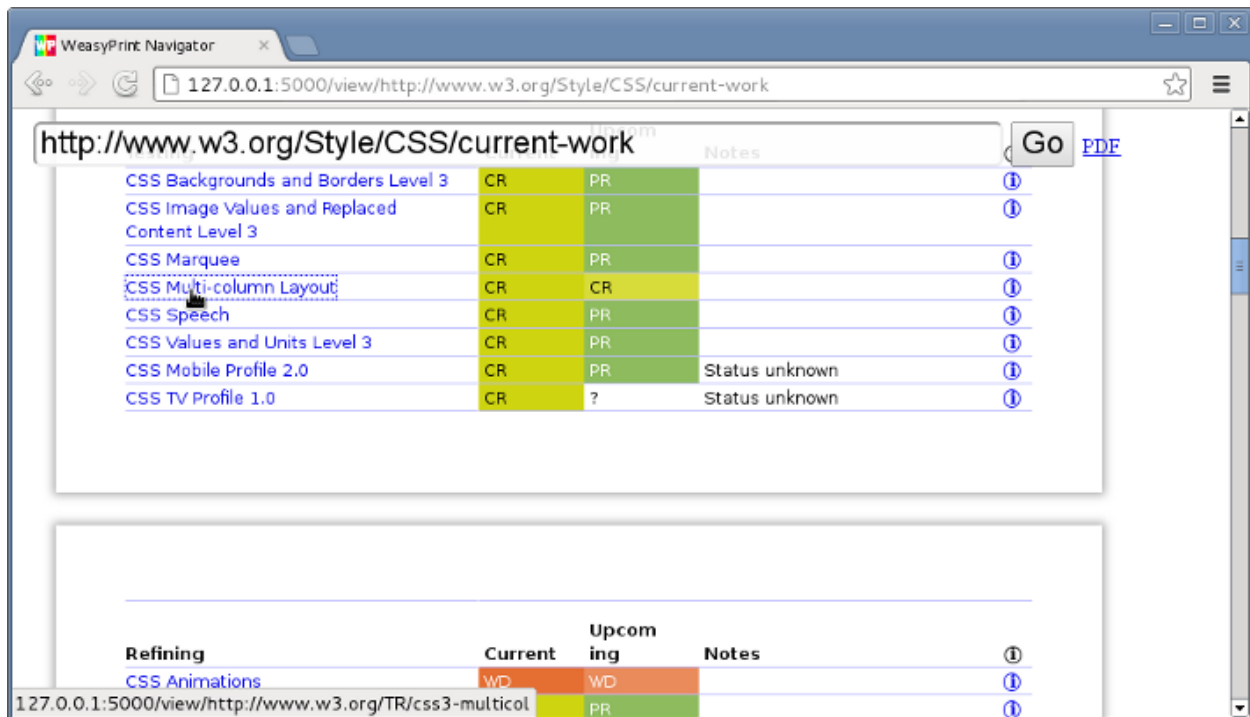 WeasyPrint Navigator
127.0.0.1:5000/view/http://www.w3.org/Style/CSS/current-work
http://www.w3.org/Style/CSS/current-work Go PDF
Upcom
Testing Current ing Notes
CSS Backgrounds and Borders Level 3 CR PR
CSS Image Values and Replaced CR PR
Content Level 3
CSS Marquee CR PR
CSS Multi-column Layout CR CR
CSS Speech CR PR
CSS Values and Units Level 3 CR PR
CSS Mobile Profile 2.0 CR PR Status unknown
CSS TV Profile 1.0 CR ? Status unknown
Upcom
Refining Current ing Notes
CSS Animations WD WD
PR
127.0.0.1:5000/view/http://www.w3.org/TR/css3-multicol